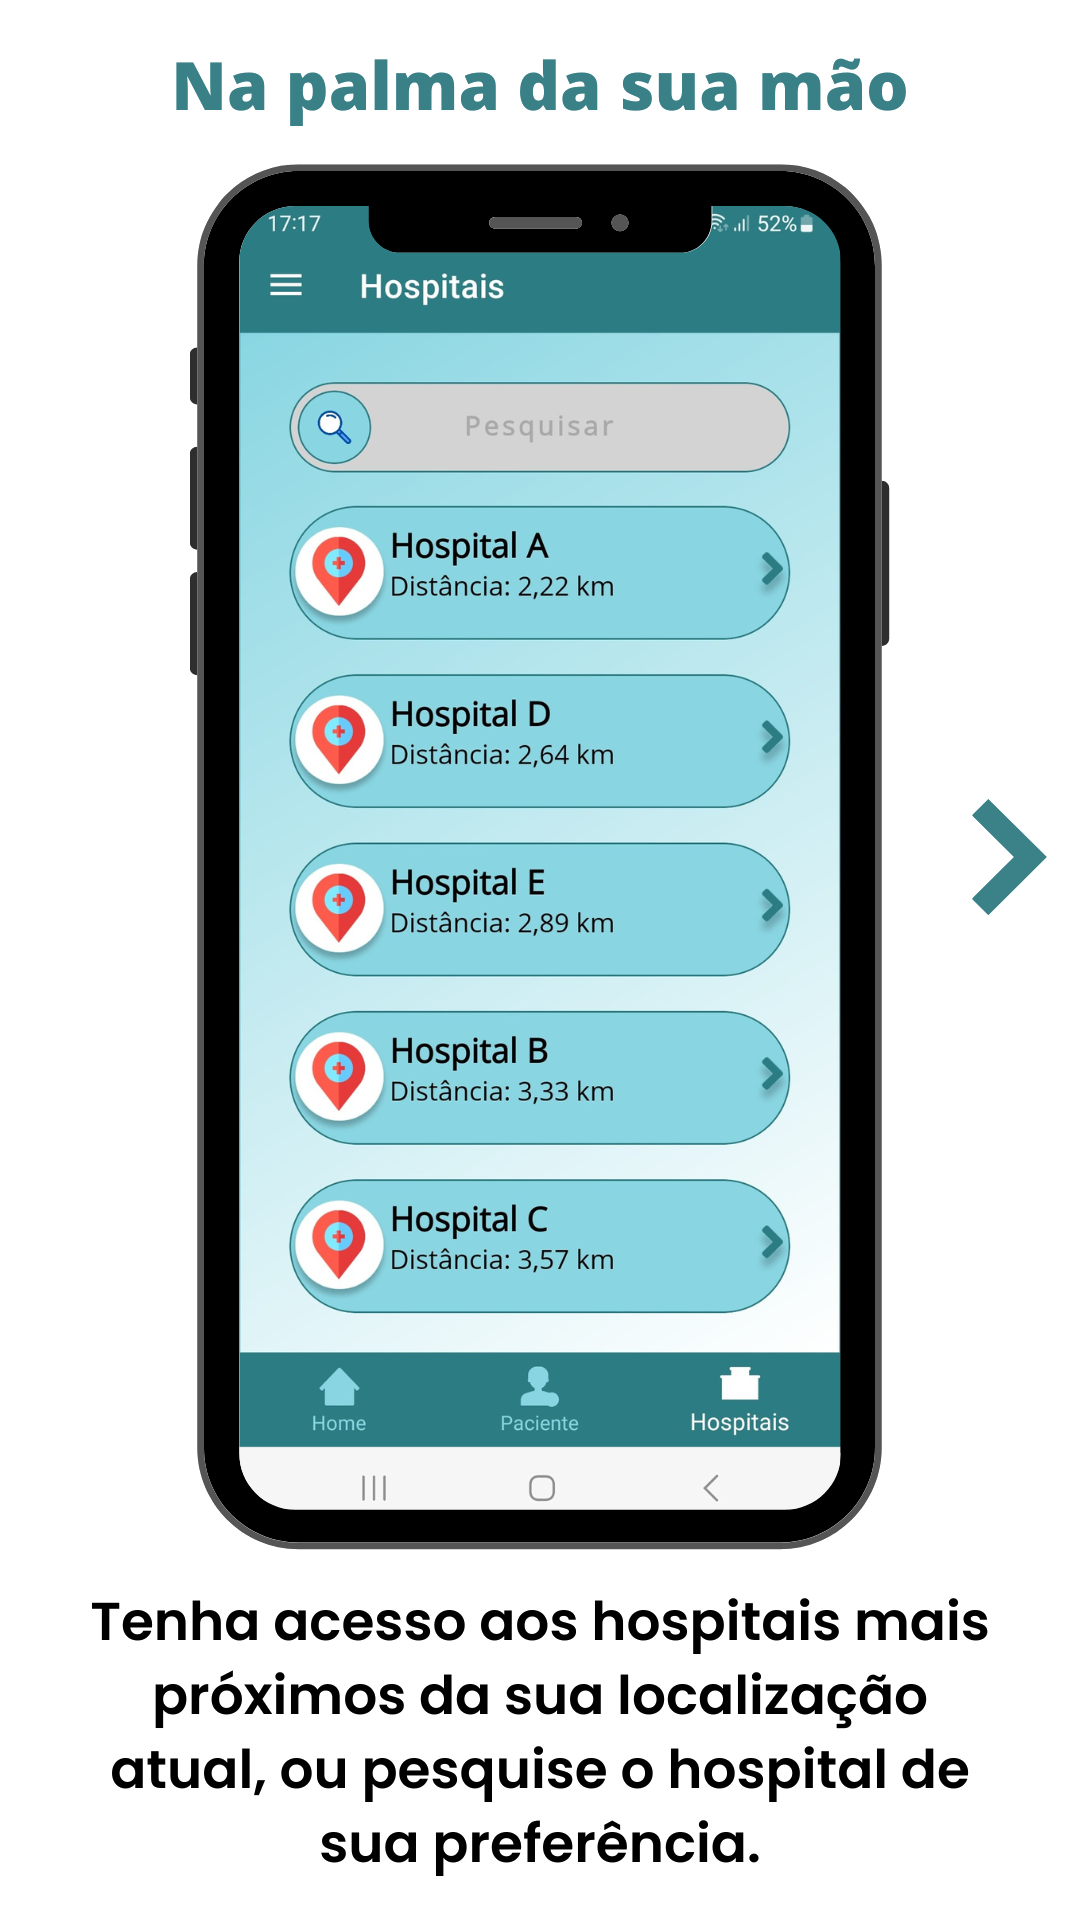 Na palma da sua mão
17:17
52%
Hospitais
Pesquisar
Hospital A
Distância: 2,22 km
Hospital D
Distância: 2,64 km
Hospital E
Distância: 2,89 km
Hospital B
Distância: 3,33 km
Hospital C
Distância: 3,57 km
Home
Paciente
Hospitais
Tenha acesso aos hospitais mais
próximos da sua localização
atual, ou pesquise o hospital de
sua preferência.